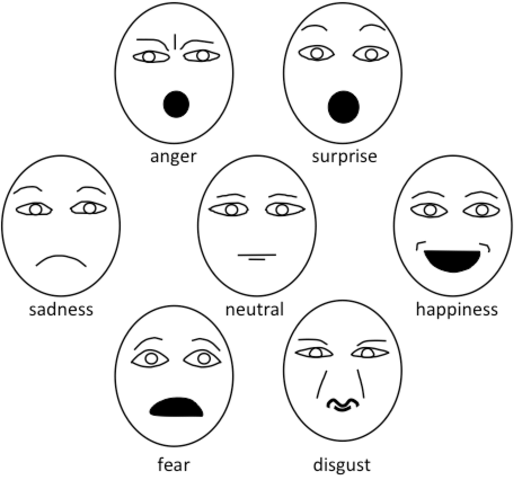 anger
surprise
sadness
neutral
happiness
fear
disgust